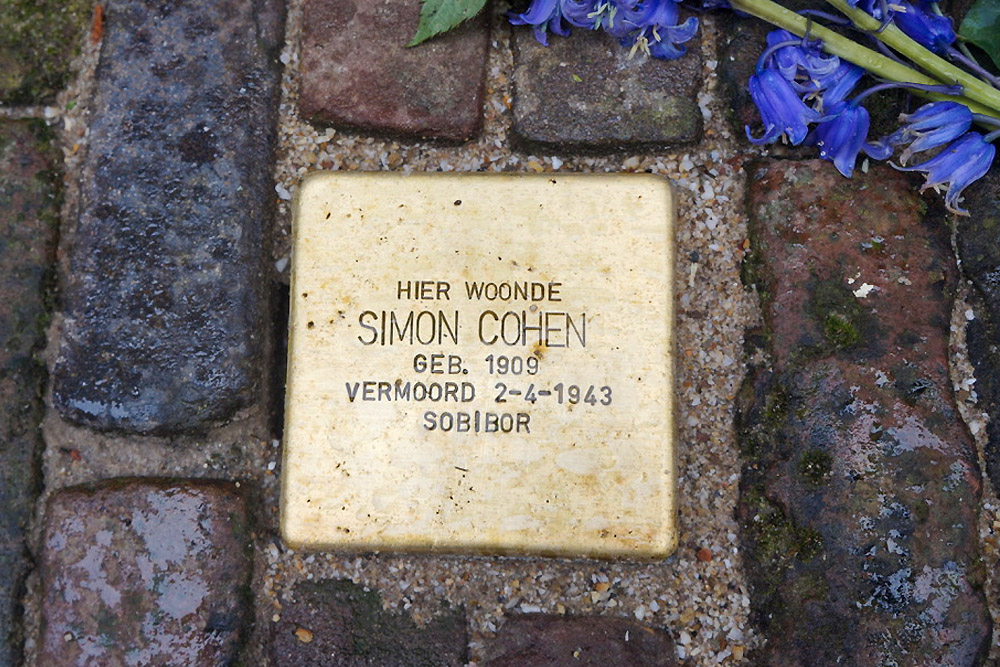 HIER WOONDE
SIMON COHEN
GEB. 1909
VERMOORD 2-4-1943
SOBIBOR